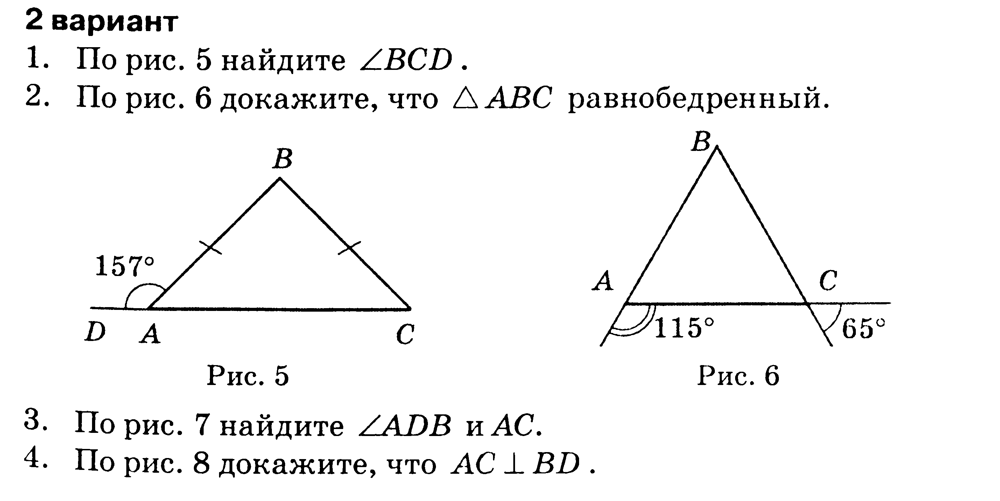 2 вариант
1. По рис. 5 найдите ∠BCD .
2. По рис. 6 докажите, что △ABC равнобедренный.
B
157°
D A C
Рис. 5
B
A C
115° 65°
Рис. 6
3. По рис. 7 найдите ∠ADB и AC.
4. По рис. 8 докажите, что AC ⊥ BD .